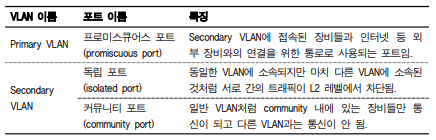 VLAN 이름 포트 이름 특징
Primary VLAN
프로미스큐어스 포트
(promiscuous port)
Secondary VLAN에 접속된 장비들과 인터넷 등 외
부 장비와의 연결을 위한 통로로 사용되는 포트임.
Secondary
VLAN
독립 포트
(isolated port)
동일한 VLAN에 소속되지만 마치 다른 VLAN에 소속된
것처럼 서로 간의 트래픽이 L2 레벨에서 차단됨.
커뮤니티 포트
(community port)
일반 VLAN처럼 community 내에 있는 장비들만 통
신이 되고 다른 VLAN과는 통신이 안 됨.